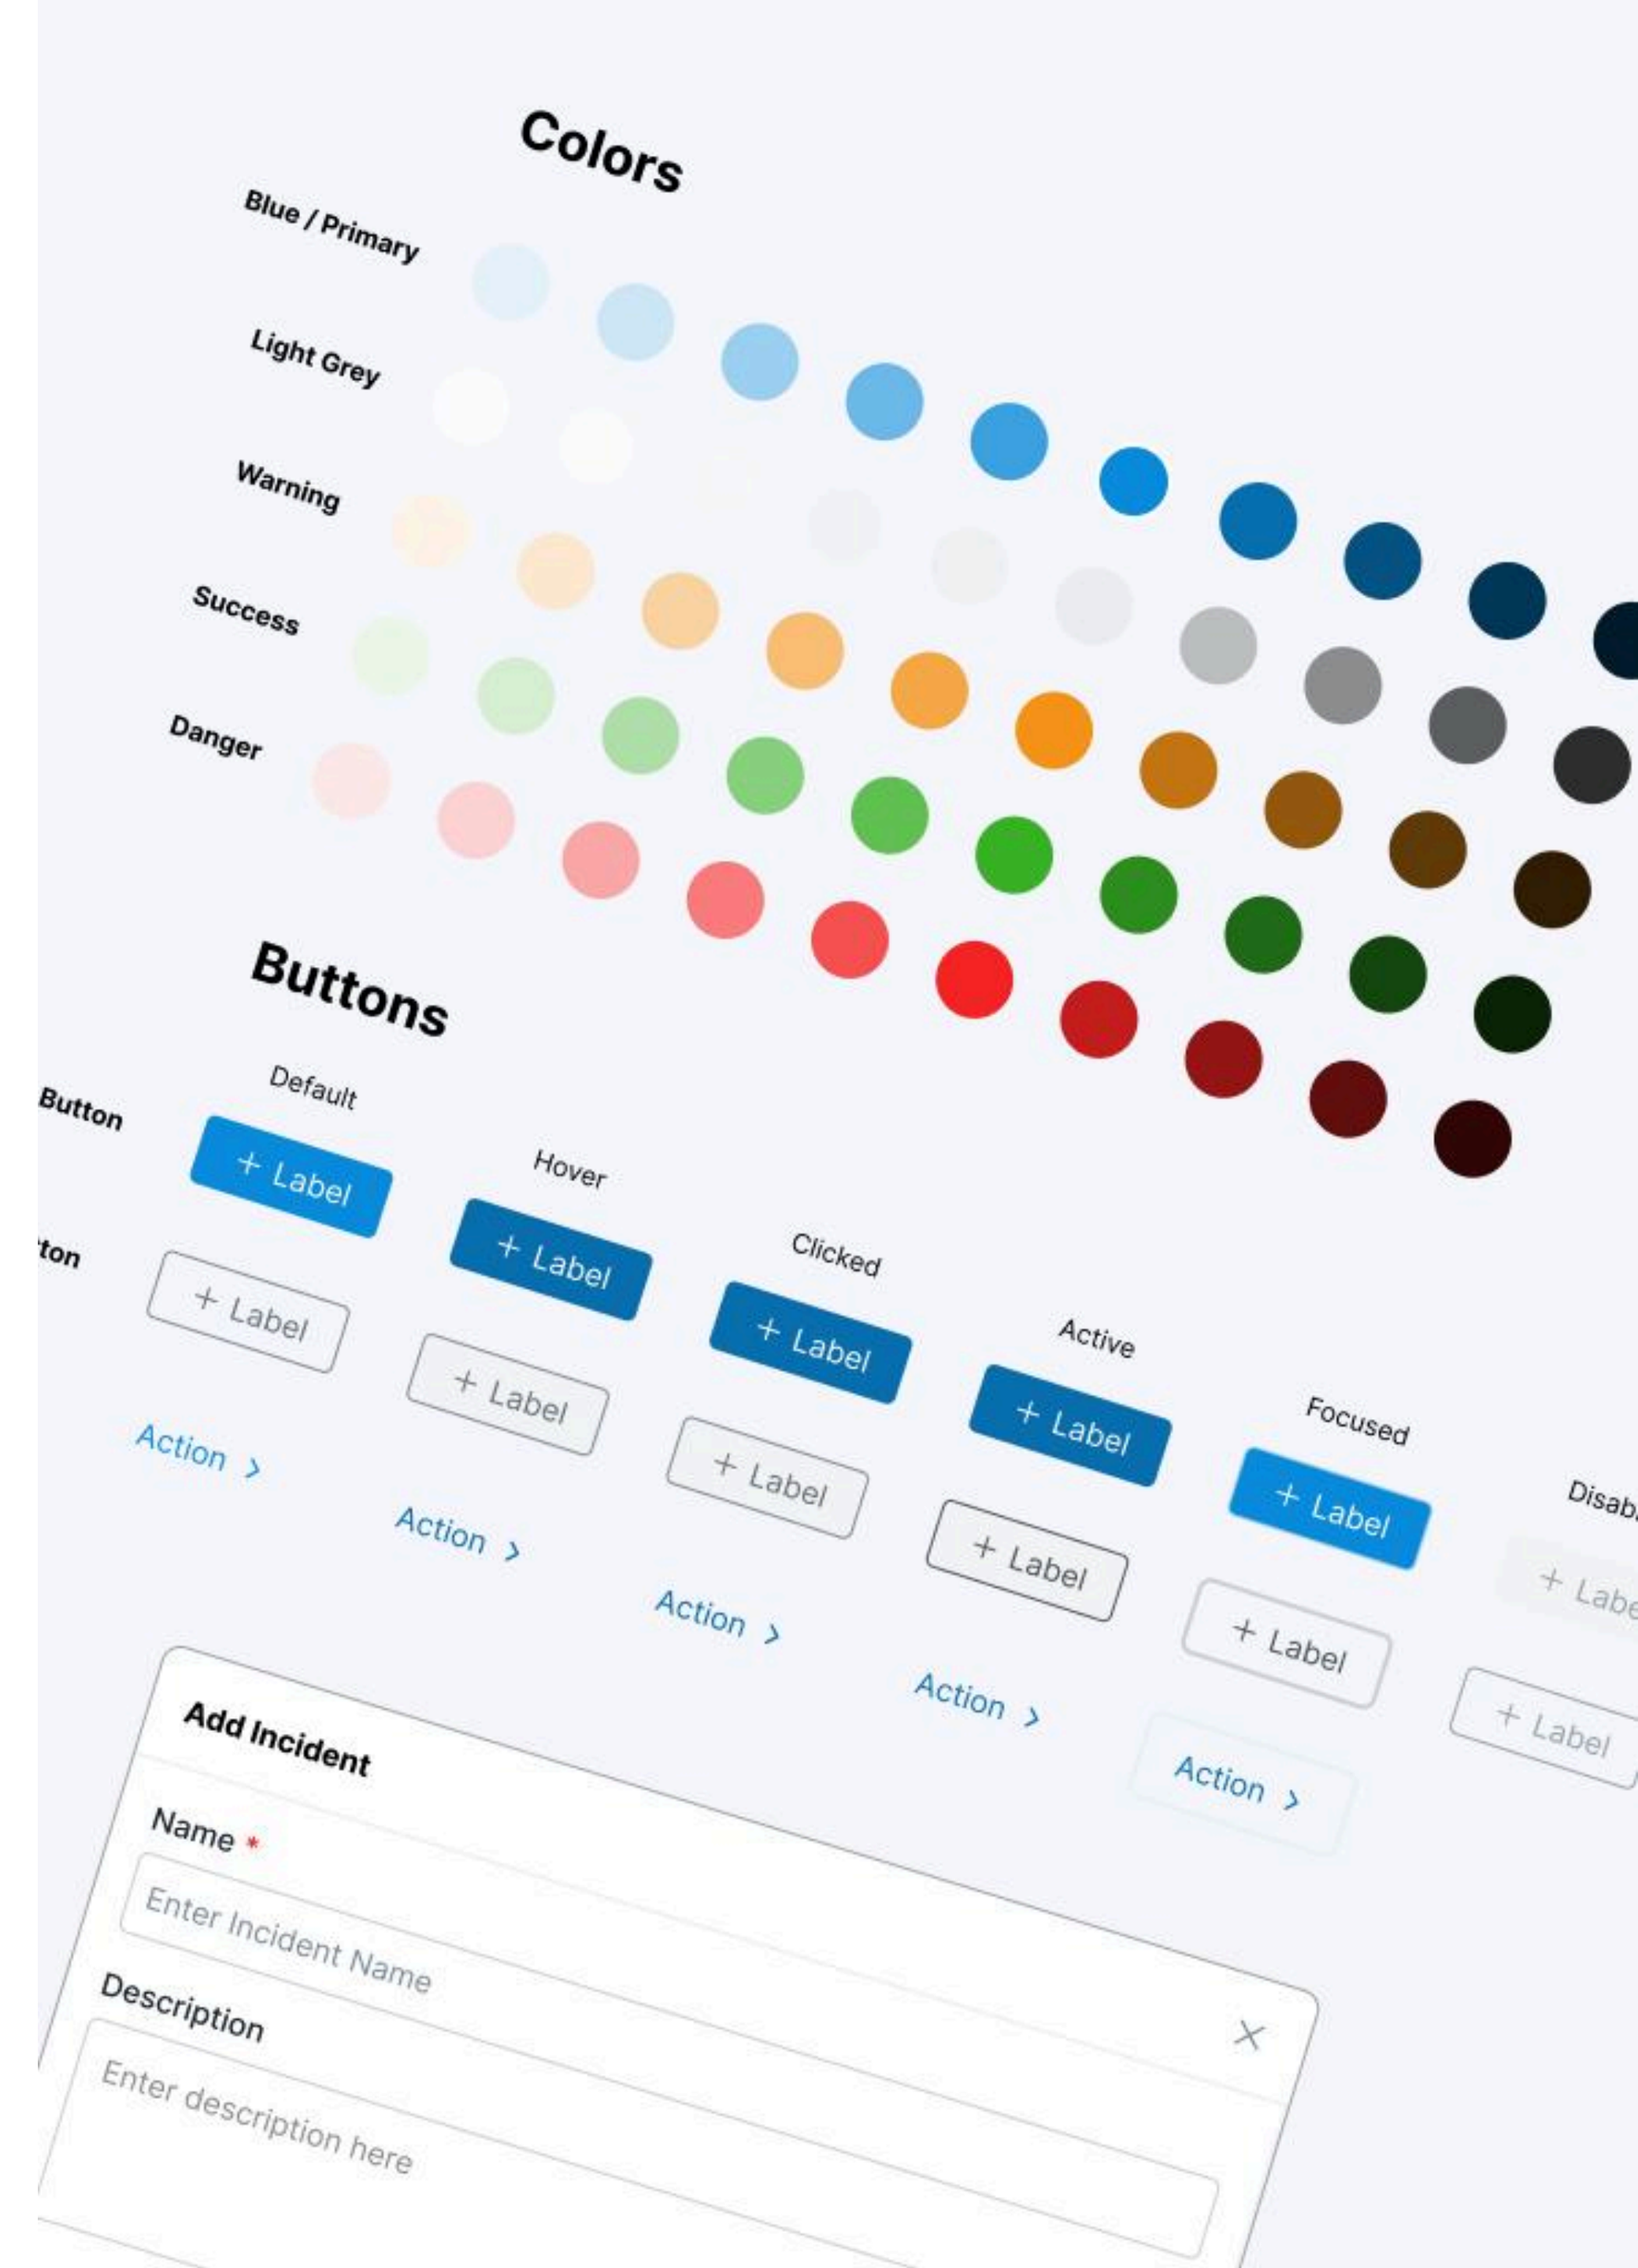 Colors
Blue / Primary
Light Grey
Warning
Success
Danger
Buttons
Default
Hover
Clicked
Active
Focused
Button
+ Label
+ Label
+ Label
+ Label
+ Label
+ Label
+ Label
+ Label
+ Label
+ Label
+ Label
Action >
Action >
Action >
Action >
Action >
Add Incident
Name *
Enter Incident Name
Description
Enter description here